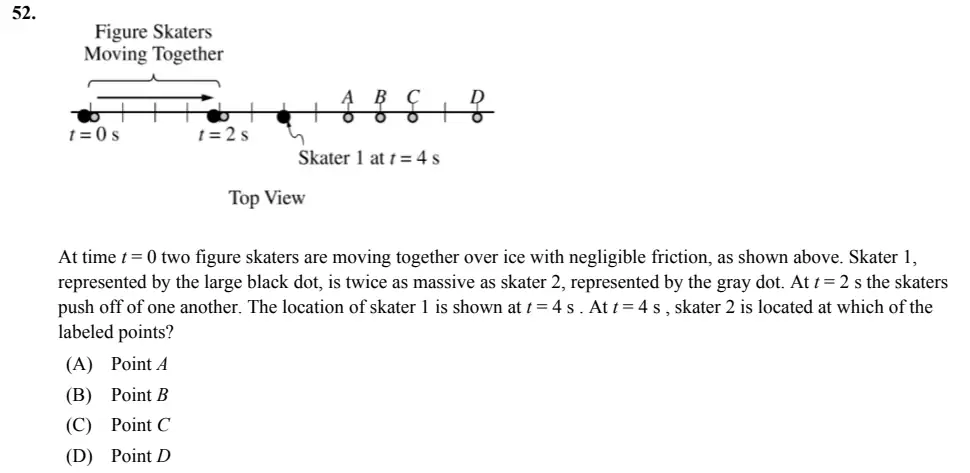 52.
Figure Skaters
Moving Together
A B C D
t = 0 s
t = 2 s
Skater 1 at t = 4 s
Top View
At time t = 0 two figure skaters are moving together over ice with negligible friction, as shown above. Skater 1,
represented by the large black dot, is twice as massive as skater 2, represented by the gray dot. At t = 2 s the skaters
push off of one another. The location of skater 1 is shown at t = 4 s . At t = 4 s , skater 2 is located at which of the
labeled points?
(A) Point A
(B) Point B
(C) Point C
(D) Point D